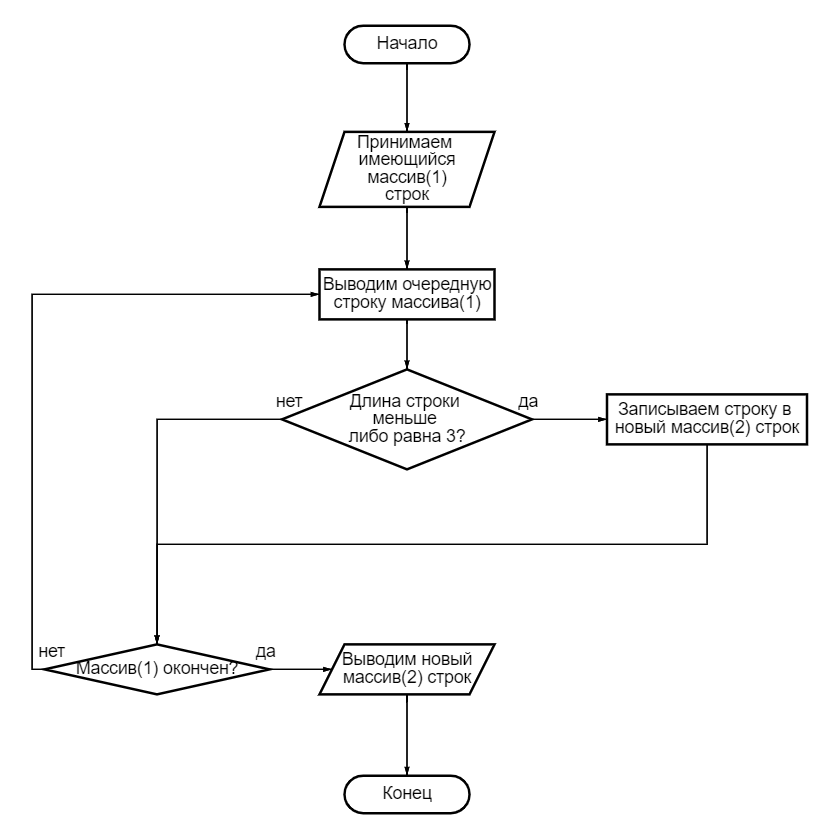 Начало
Принимаем
имеющийся
массив(1)
строк
Выводим очередную
строку массива(1)
нет
Длина строки
меньше
либо равна 3?
да
Записываем строку в
новый массив(2) строк
нет
Массив(1) окончен?
да
Выводим новый
массив(2) строк
Конец